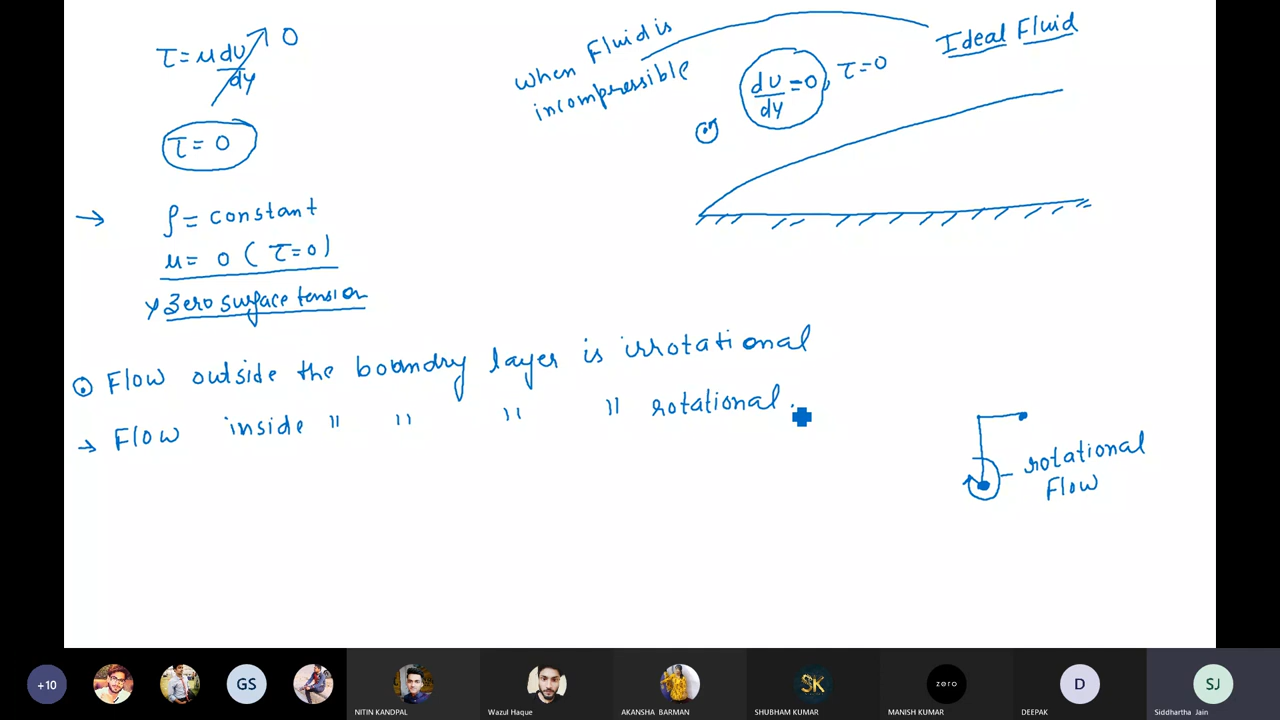 τ = μ du/dy 0
τ = 0
→ ρ = constant
μ = 0 (τ=0)
Zero surface tension
when Fluid is
incompressible
du/dy = 0, τ=0
Ideal Fluid
Flow outside the boundry layer is irrotational
→ Flow inside " " " " rotational.
rotational
Flow
+10
GS
NITIN KANDPAL
Wazul Haque
AKANSHA BARMAN
SK
SHUBHAM KUMAR
zero
MANISH KUMAR
D
DEEPAK
SJ
Siddhartha Jain